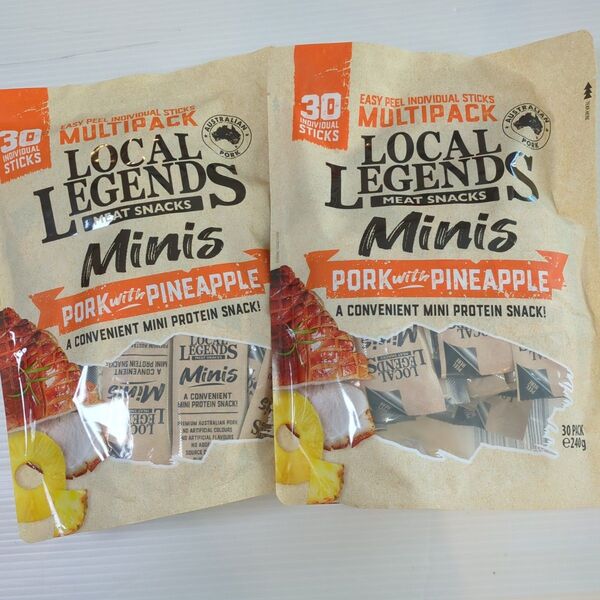 30
INDIVIDUAL
STICKS
EASY PEEL INDIVIDUAL STICKS
MULTIPACK
AUSTRALIAN
PORK
LOCAL
LEGENDS
MEAT SNACKS
Minis
PORK with PINEAPPLE
A CONVENIENT MINI PROTEIN SNACK!
LOCAL
LEGENDS
Minis
A CONVENIENT
MINI PROTEIN SNACK!
PREMIUM AUSTRALIAN PORK
NO ARTIFICIAL COLOURS
NO ARTIFICIAL FLAVOURS
30
INDIVIDUAL
STICKS
EASY PEEL INDIVIDUAL STICKS
MULTIPACK
AUSTRALIAN
PORK
LOCAL
LEGENDS
MEAT SNACKS
Minis
PORK with PINEAPPLE
A CONVENIENT MINI PROTEIN SNACK!
LOCAL
LEGENDS
Minis
30 PACK
℮240g